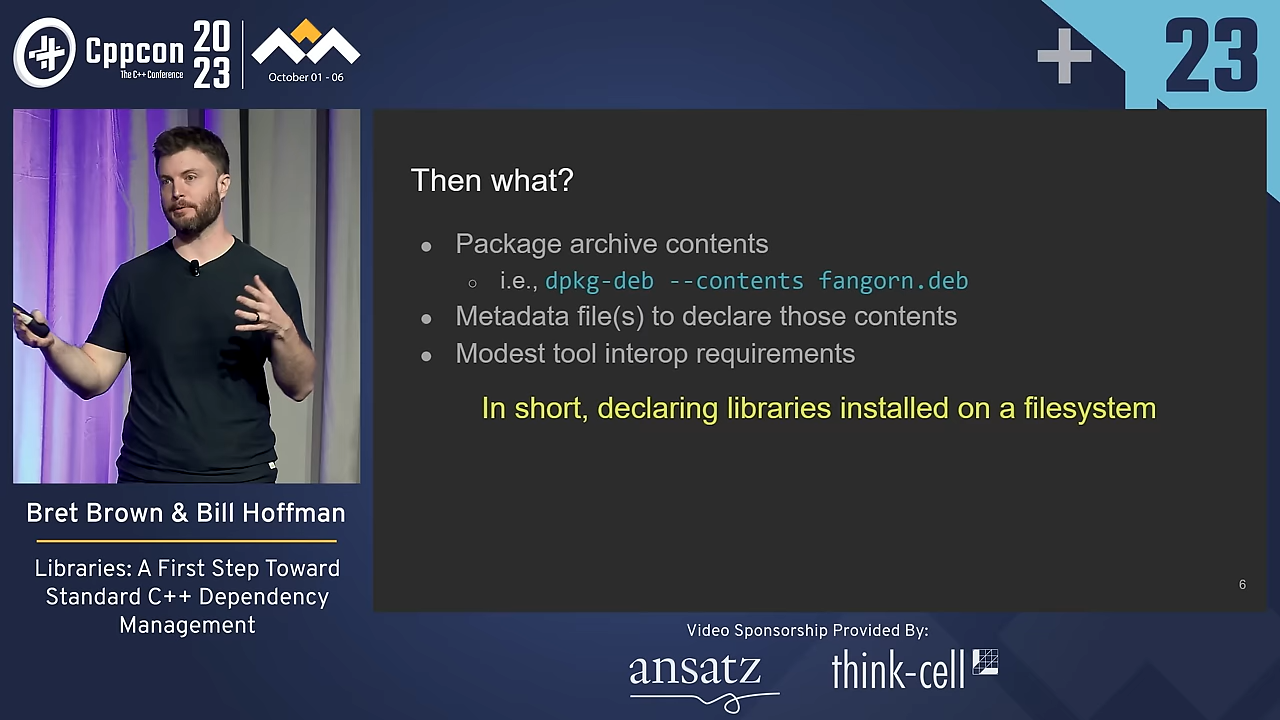 Cppcon
The C++ Conference
20
23
October 01 - 06
23
Then what?
● Package archive contents
○ i.e., dpkg-deb --contents fangorn.deb
● Metadata file(s) to declare those contents
● Modest tool interop requirements
In short, declaring libraries installed on a filesystem
6
Bret Brown & Bill Hoffman
Libraries: A First Step Toward
Standard C++ Dependency
Management
Video Sponsorship Provided By:
ansatz
think-cell